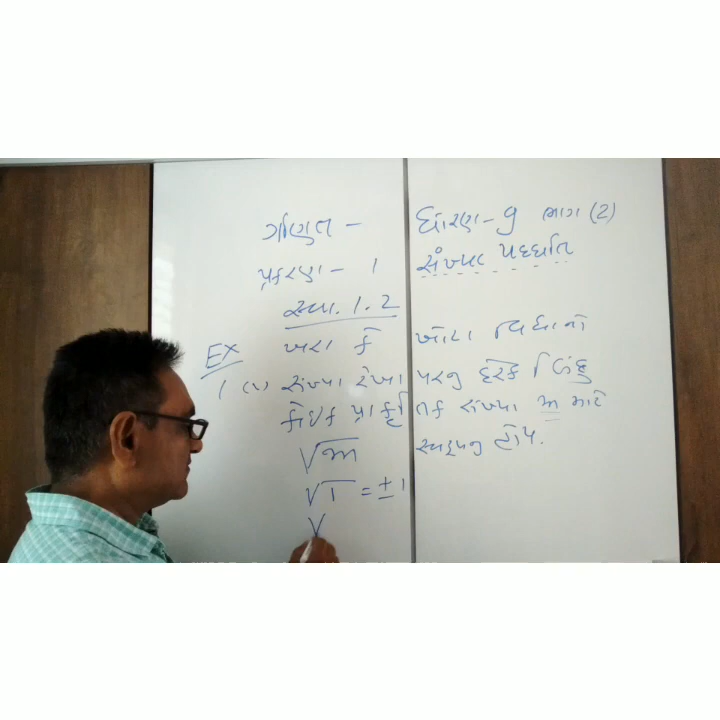 ગણિત - ધોરણ - 9 ભાગ (2)
પ્રકરણ - 1 સંખ્યા પદ્ધતિ
સ્વા. 1.2
EX ખરા કે ખોટા વિધાનો
1 (ii) સંખ્યા રેખા પરનું દરેક બિંદુ
કોઈક પ્રાકૃતિક સંખ્યા m માટે
√m સ્વરૂપનું હોય.
√1 = ± 1
√